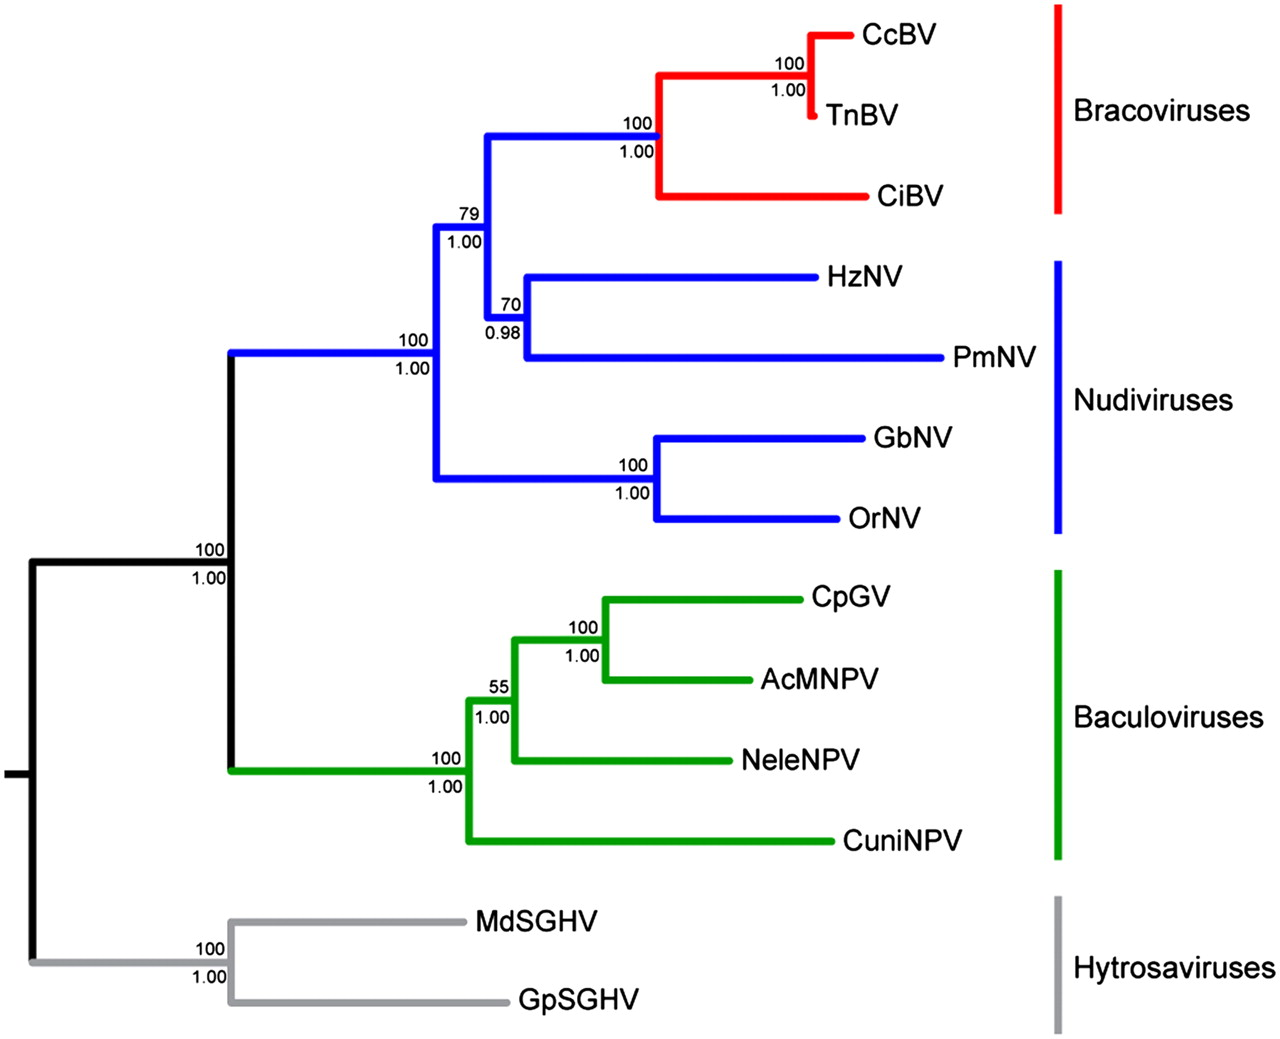 CcBV
100
1.00
TnBV
Bracoviruses
100
1.00
CiBV
79
1.00
HzNV
70
0.98
PmNV
100
1.00
Nudiviruses
GbNV
100
1.00
OrNV
100
1.00
CpGV
100
1.00
AcMNPV
55
1.00
Baculoviruses
NeleNPV
100
1.00
CuniNPV
MdSGHV
100
1.00
Hytrosaviruses
GpSGHV